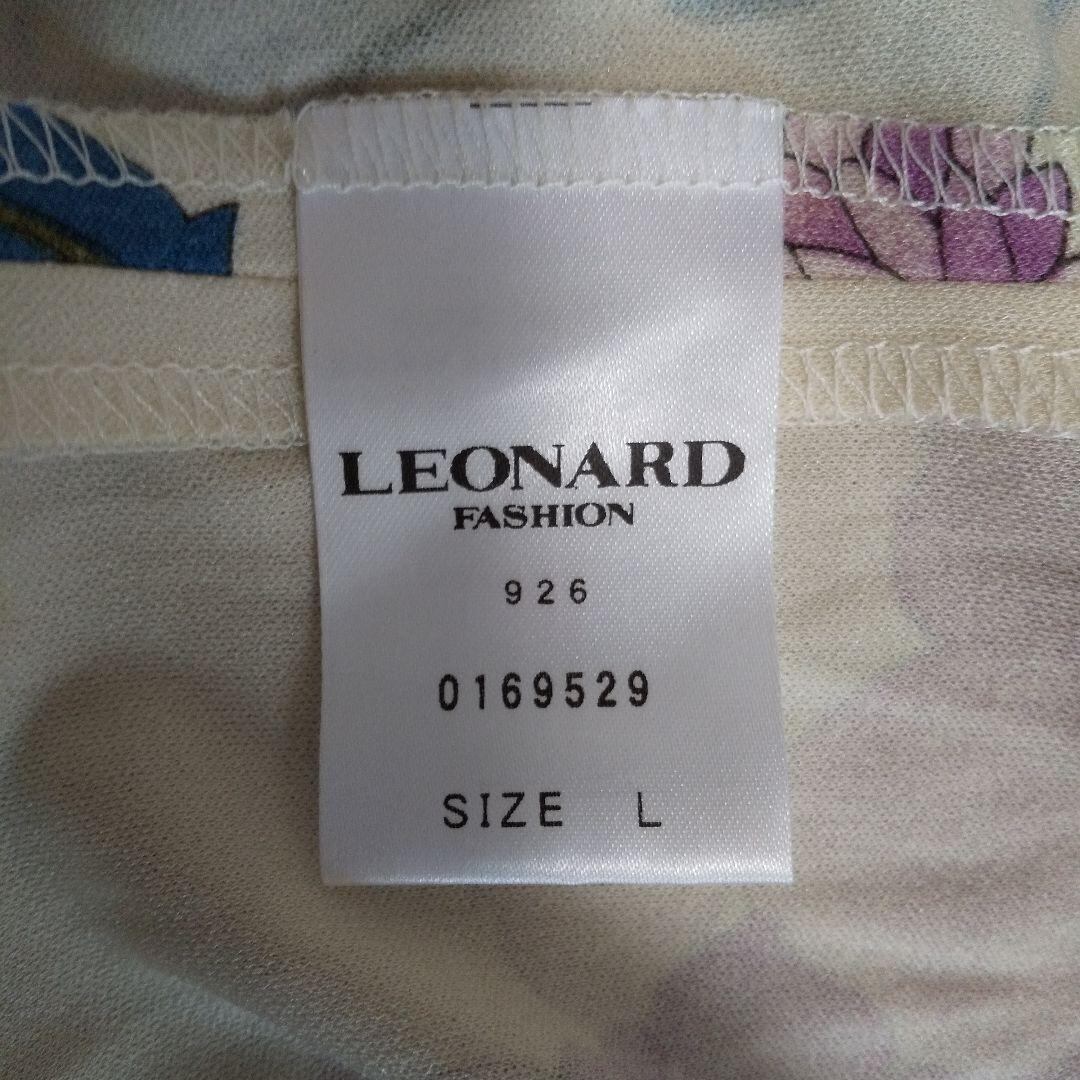 LEONARD
FASHION
926
0169529
SIZE L